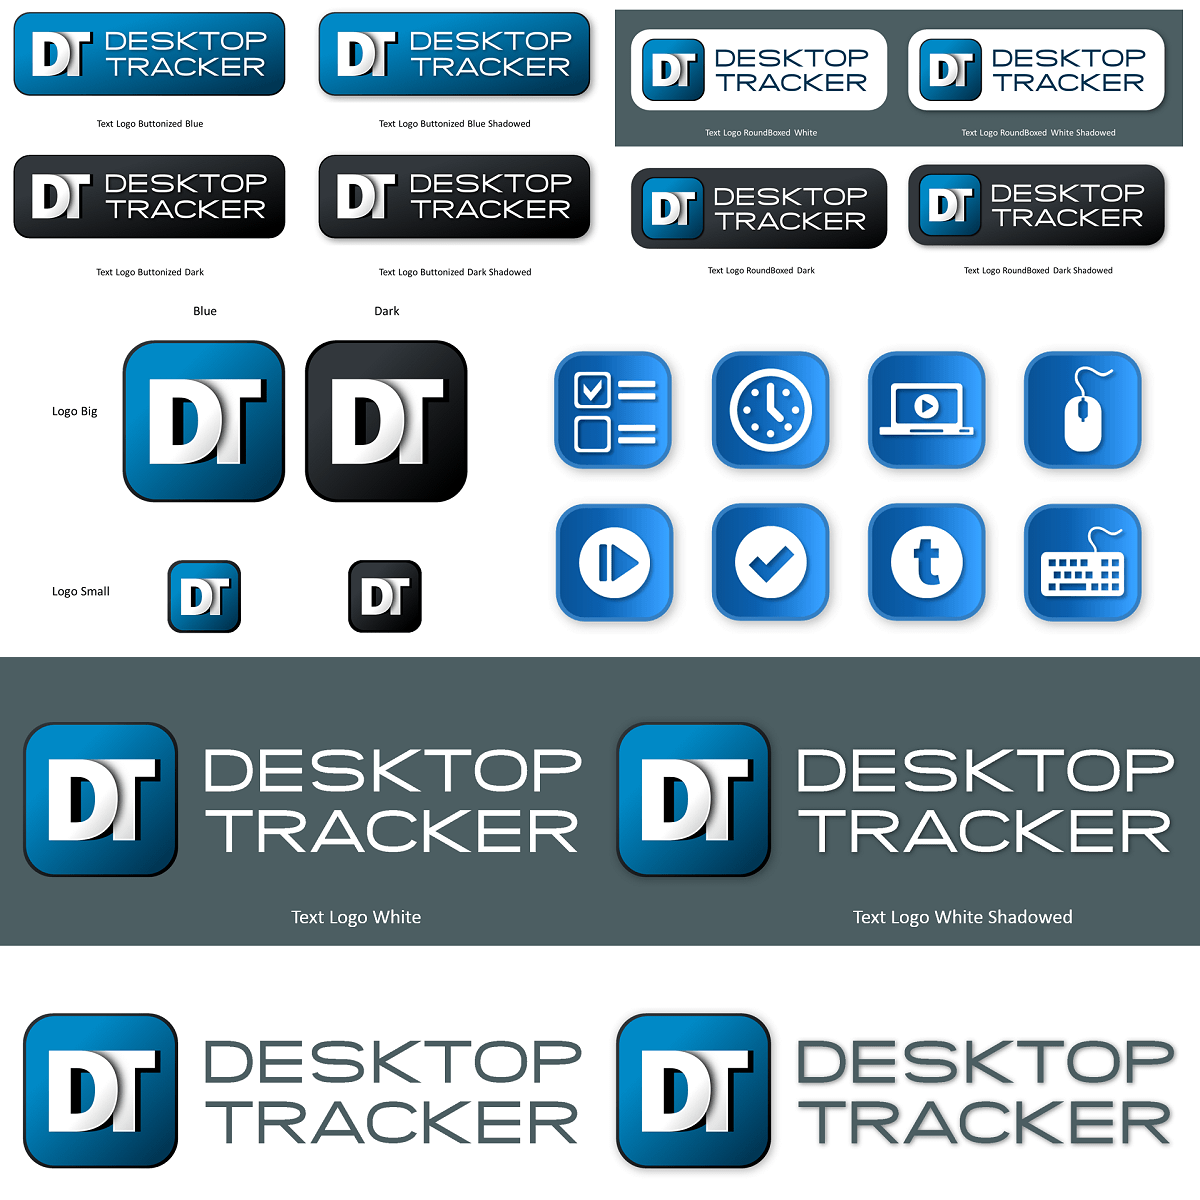 DT DESKTOP
TRACKER
Text Logo Buttonized Blue
DT DESKTOP
TRACKER
Text Logo Buttonized Blue Shadowed
DT DESKTOP
TRACKER
Text Logo RoundBoxed White
DT DESKTOP
TRACKER
Text Logo RoundBoxed White Shadowed
DT DESKTOP
TRACKER
Text Logo Buttonized Dark
DT DESKTOP
TRACKER
Text Logo Buttonized Dark Shadowed
DT DESKTOP
TRACKER
Text Logo RoundBoxed Dark
DT DESKTOP
TRACKER
Text Logo RoundBoxed Dark Shadowed
Blue
Dark
Logo Big
DT
DT
Logo Small
DT
DT
t
DT DESKTOP
TRACKER
Text Logo White
DT DESKTOP
TRACKER
Text Logo White Shadowed
DT DESKTOP
TRACKER
DT DESKTOP
TRACKER